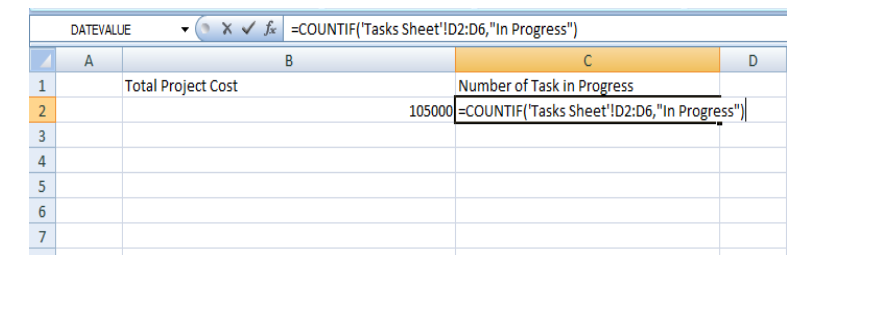 DATEVALUE fx =COUNTIF('Tasks Sheet'!D2:D6,"In Progress")
A B C D
1 Total Project Cost Number of Task in Progress
2 105000 =COUNTIF('Tasks Sheet'!D2:D6,"In Progress")
3
4
5
6
7